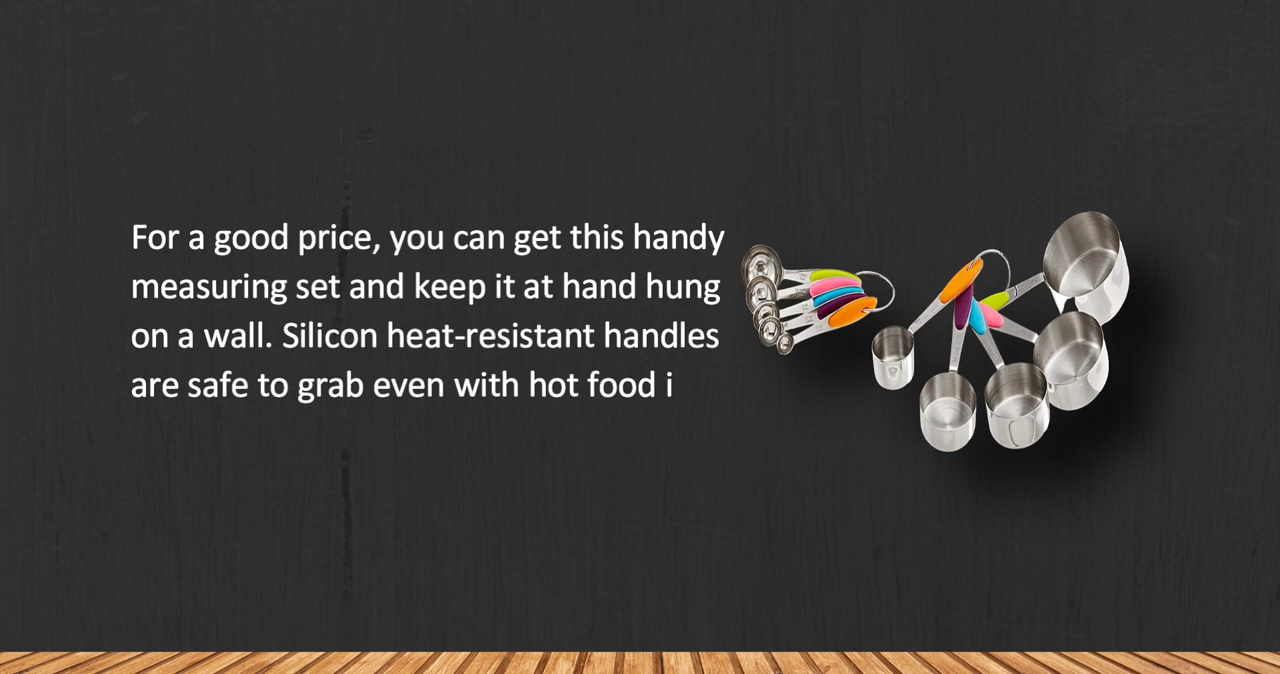 For a good price, you can get this handy
measuring set and keep it at hand hung
on a wall. Silicon heat-resistant handles
are safe to grab even with hot food i